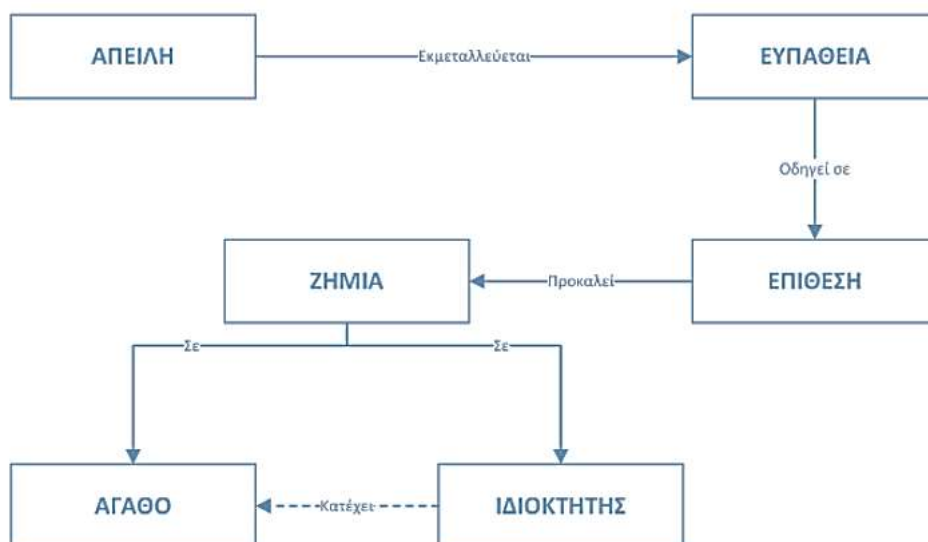 ΑΠΕΙΛΗ
Εκμεταλλεύεται
ΕΥΠΑΘΕΙΑ
Οδηγεί σε
ΖΗΜΙΑ
Προκαλεί
ΕΠΙΘΕΣΗ
Σε
Σε
ΑΓΑΘΟ
Κατέχει
ΙΔΙΟΚΤΗΤΗΣ